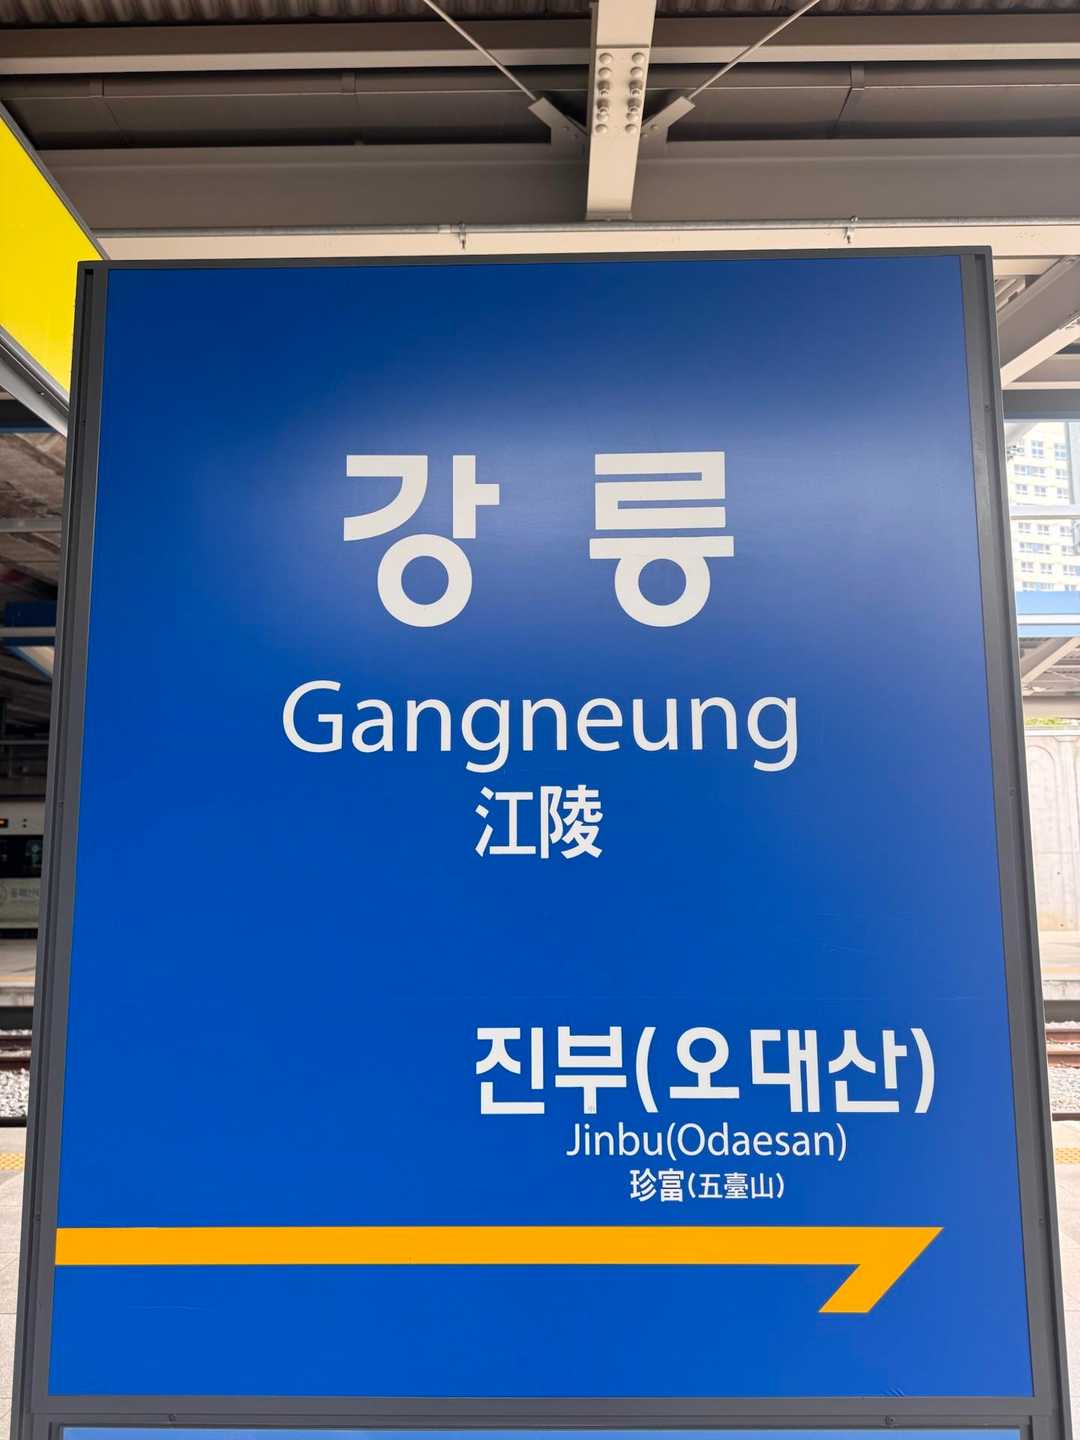 강릉
Gangneung
江陵
진부(오대산)
Jinbu(Odaesan)
珍富(五臺山)